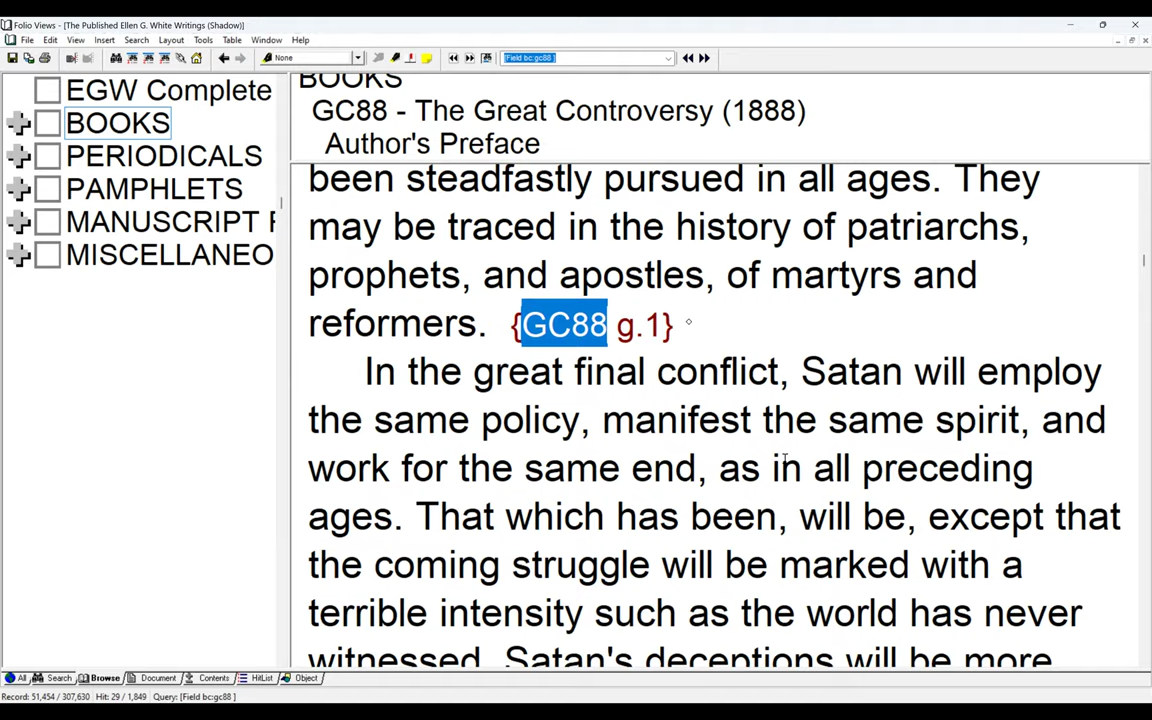 Folio Views - [The Published Ellen G. White Writings (Shadow)]
File Edit View Insert Search Layout Tools Table Window Help
None
[Field bc:gc88 ]
EGW Complete
BOOKS
PERIODICALS
PAMPHLETS
MANUSCRIPT
MISCELLANEO
BOOKS
GC88 - The Great Controversy (1888)
Author's Preface
been steadfastly pursued in all ages. They
may be traced in the history of patriarchs,
prophets, and apostles, of martyrs and
reformers. {GC88 g.1}
In the great final conflict, Satan will employ
the same policy, manifest the same spirit, and
work for the same end, as in all preceding
ages. That which has been, will be, except that
the coming struggle will be marked with a
terrible intensity such as the world has never
witnessed. Satan's deceptions will be more
All Search Browse Document Contents HitList Object
Record: 51,454 / 307,630 Hit: 29 / 1,849 Query: [Field bc:gc88 ]